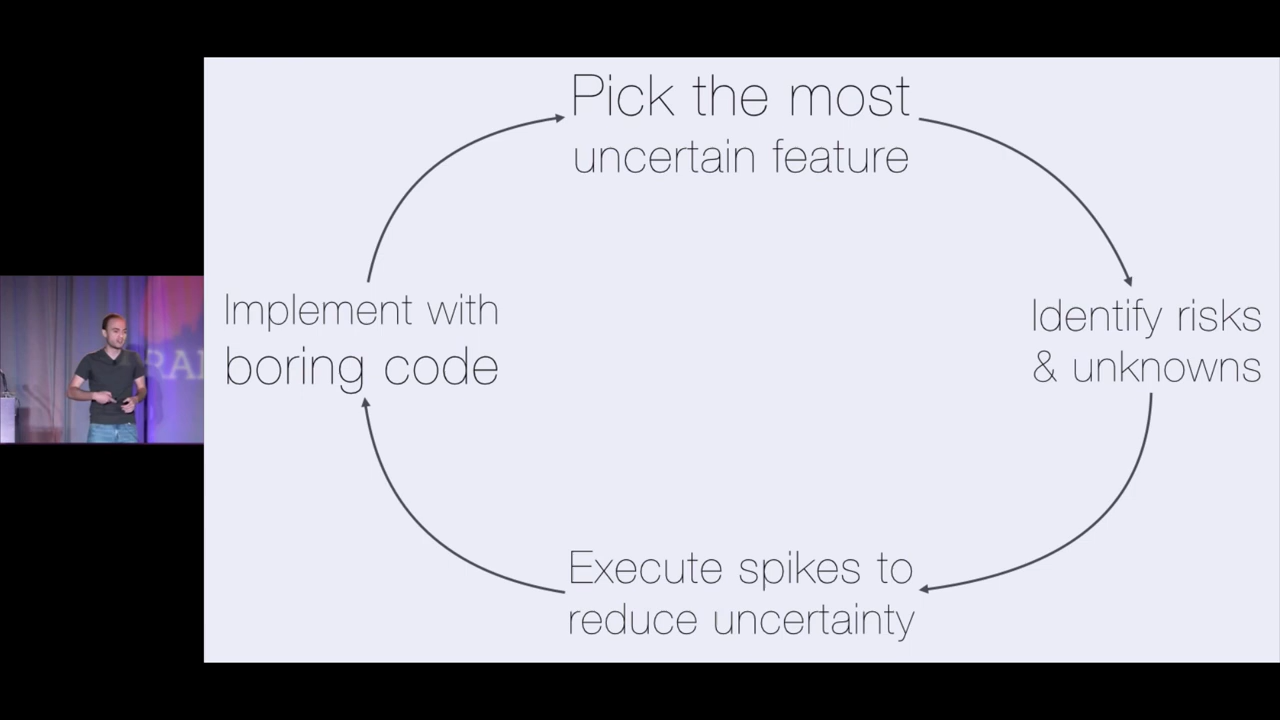 Pick the most
uncertain feature
Identify risks
& unknowns
Execute spikes to
reduce uncertainty
Implement with
boring code